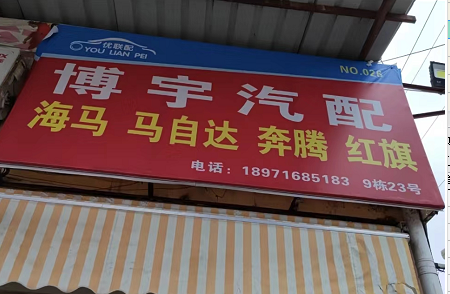 优联配
YOU LIAN PEI
NO.026
博宇汽配
海马 马自达 奔腾 红旗
电话：18971685183 9栋23号